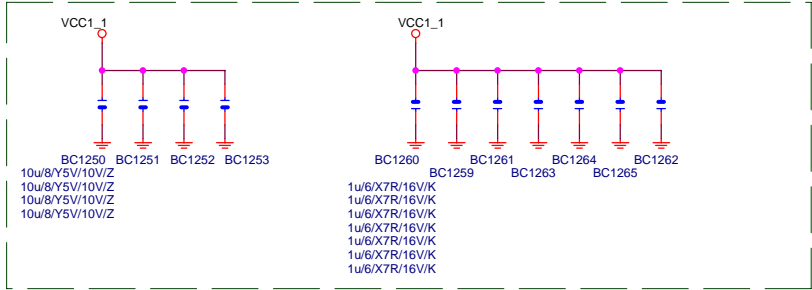 VCC1_1
VCC1_1
BC1250 BC1251 BC1252 BC1253
10u/8/Y5V/10V/Z
10u/8/Y5V/10V/Z
10u/8/Y5V/10V/Z
10u/8/Y5V/10V/Z
BC1260 BC1261 BC1264 BC1262
BC1259 BC1263 BC1265
1u/6/X7R/16V/K
1u/6/X7R/16V/K
1u/6/X7R/16V/K
1u/6/X7R/16V/K
1u/6/X7R/16V/K
1u/6/X7R/16V/K
1u/6/X7R/16V/K